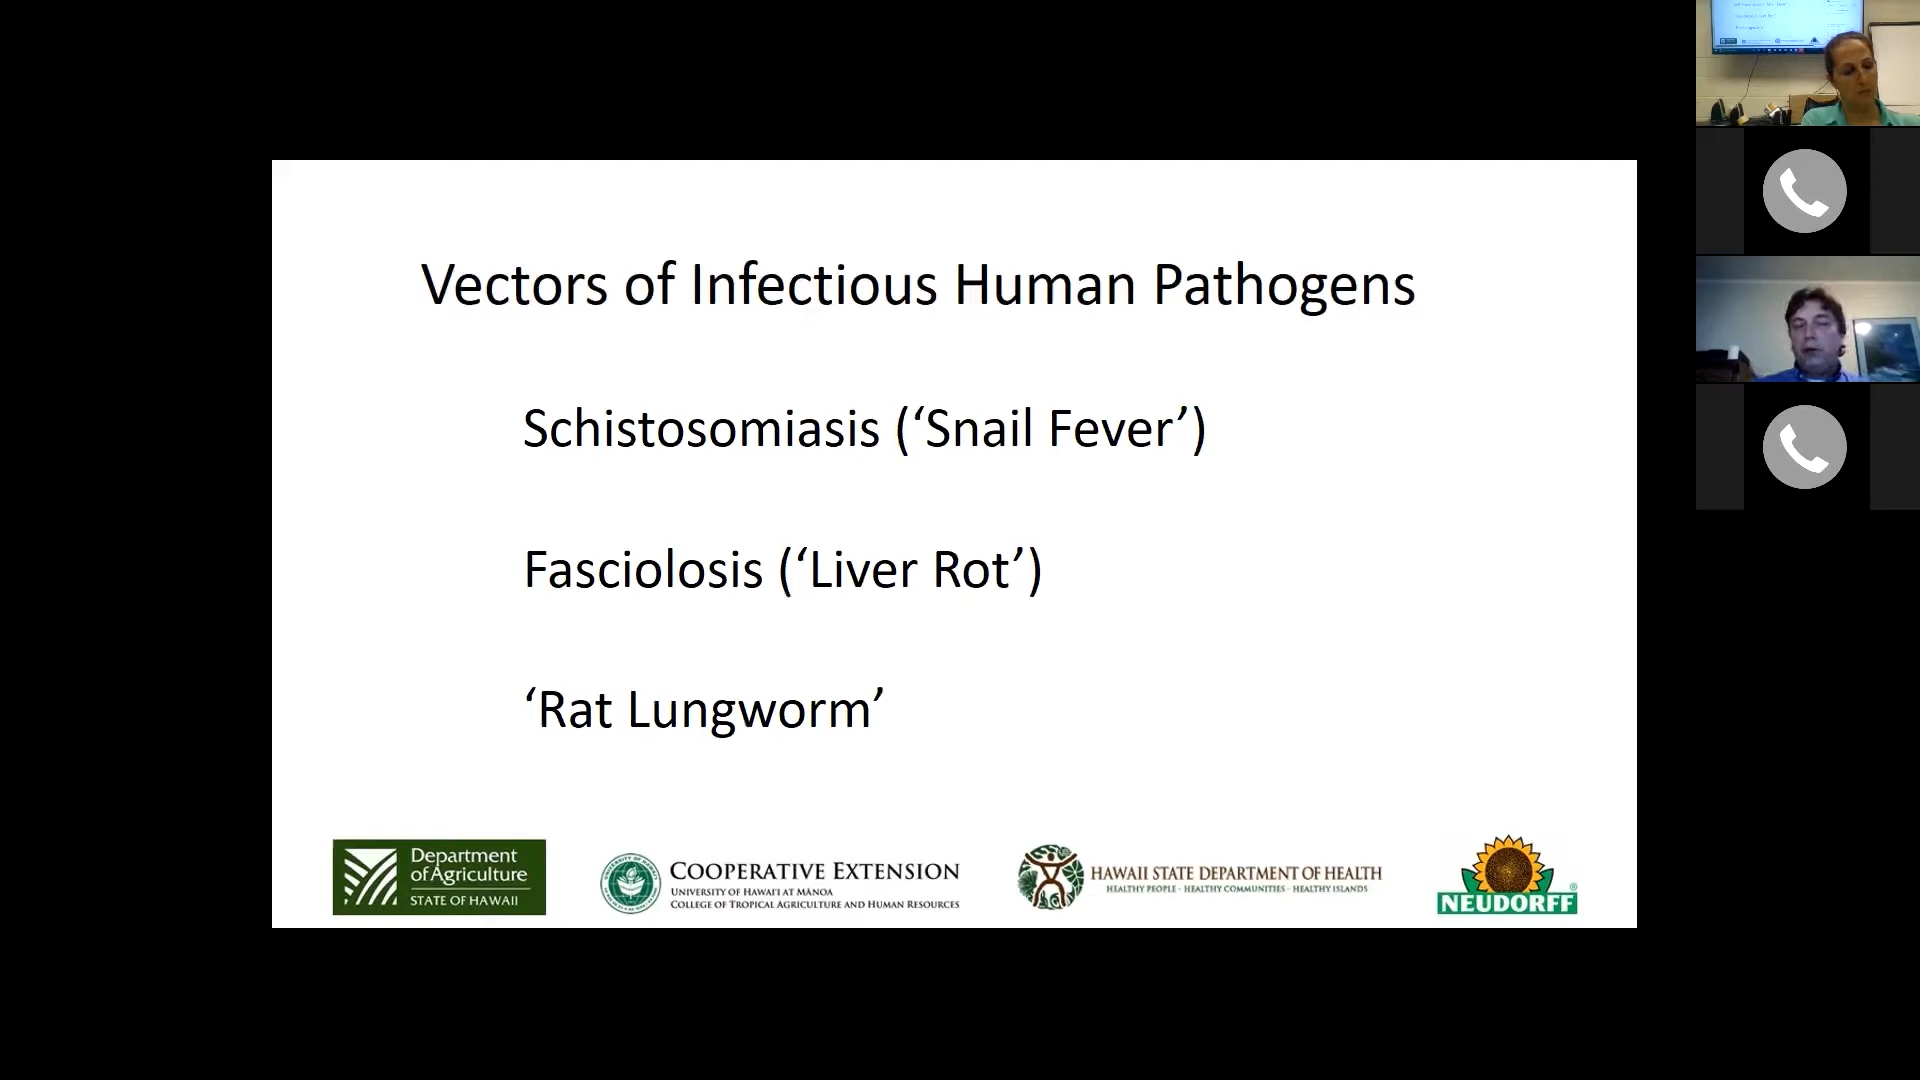 Vectors of Infectious Human Pathogens
Schistosomiasis (‘Snail Fever’)
Fasciolosis (‘Liver Rot’)
‘Rat Lungworm’
Department
of Agriculture
STATE OF HAWAII
COOPERATIVE EXTENSION
UNIVERSITY OF HAWAI‘I AT MĀNOA
COLLEGE OF TROPICAL AGRICULTURE AND HUMAN RESOURCES
HAWAII STATE DEPARTMENT OF HEALTH
HEALTHY PEOPLE - HEALTHY COMMUNITIES - HEALTHY ISLANDS
NEUDORFF®